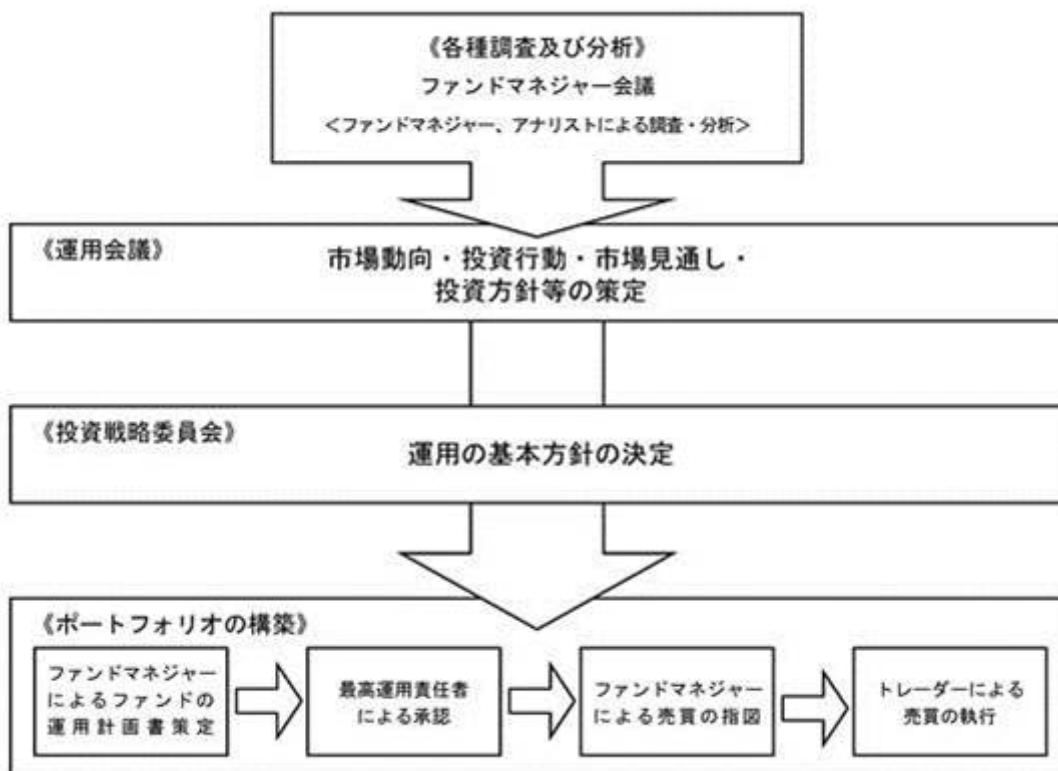 《各種調査及び分析》
ファンドマネジャー会議
<ファンドマネジャー、アナリストによる調査・分析>
《運用会議》
市場動向・投資行動・市場見通し・
投資方針等の策定
《投資戦略委員会》
運用の基本方針の決定
《ポートフォリオの構築》
ファンドマネジャー
によるファンドの
運用計画書策定
最高運用責任者
による承認
ファンドマネジャー
による売買の指図
トレーダーによる
売買の執行